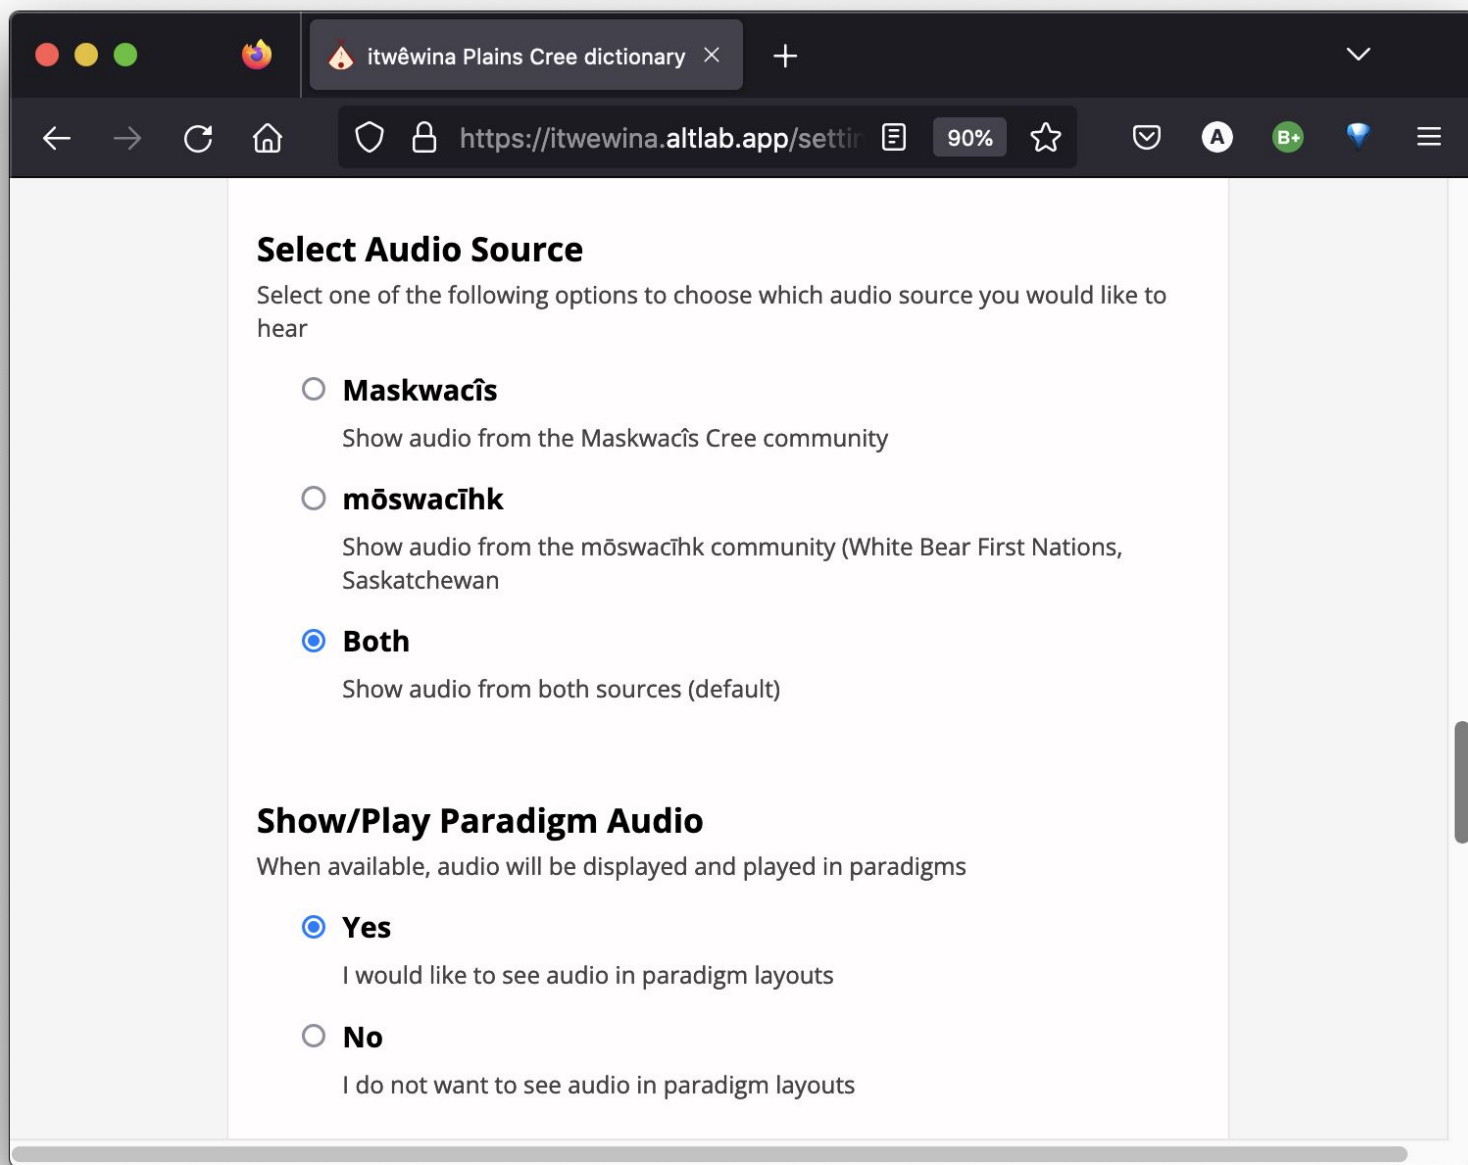 itwêwina Plains Cree dictionary
https://itwewina.altlab.app/settin
90%
A
B+
Select Audio Source
Select one of the following options to choose which audio source you would like to
hear
Maskwacîs
Show audio from the Maskwacîs Cree community
mōswacīhk
Show audio from the mōswacīhk community (White Bear First Nations,
Saskatchewan
Both
Show audio from both sources (default)
Show/Play Paradigm Audio
When available, audio will be displayed and played in paradigms
Yes
I would like to see audio in paradigm layouts
No
I do not want to see audio in paradigm layouts